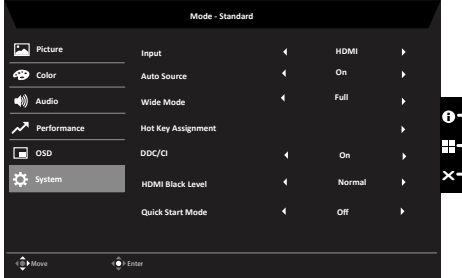 Mode - Standard
Picture
Color
Audio
Performance
OSD
System
Input HDMI
Auto Source On
Wide Mode Full
Hot Key Assignment
DDC/CI On
HDMI Black Level Normal
Quick Start Mode Off
Move Enter